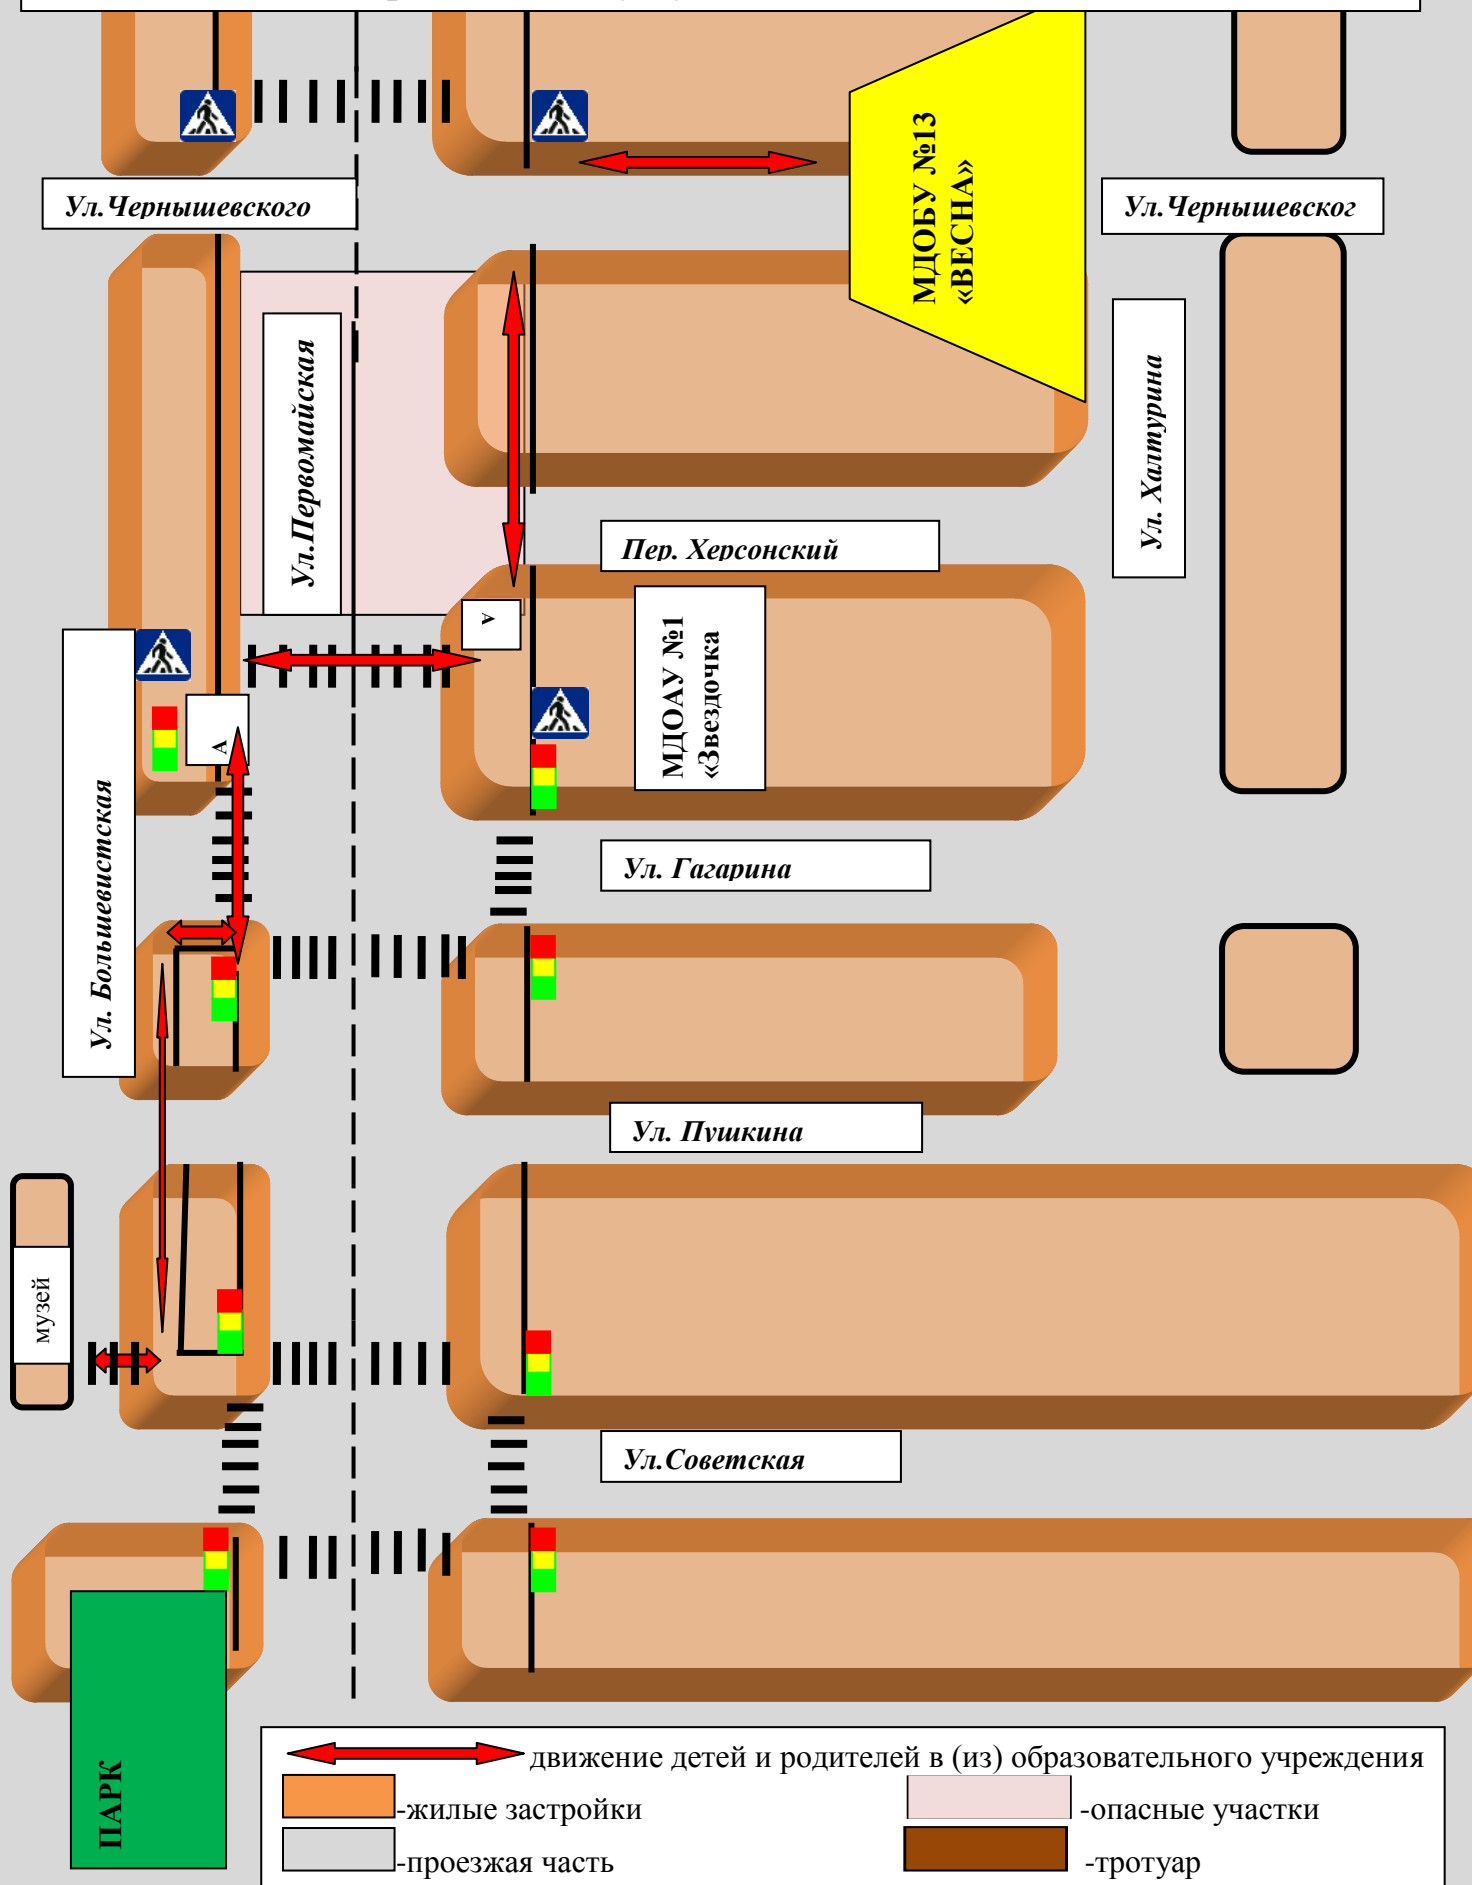 Ул.Чернышевского
Ул.Чернышевског
МДОБУ №13
«ВЕСНА»
Ул.Первомайская
Ул. Халтурина
Пер. Херсонский
А
МДОАУ №1
«Звездочка
А
Ул. Большевистская
Ул. Гагарина
Ул. Пушкина
музей
Ул.Советская
ПАРК
движение детей и родителей в (из) образовательного учреждения
-жилые застройки
-опасные участки
-проезжая часть
-тротуар